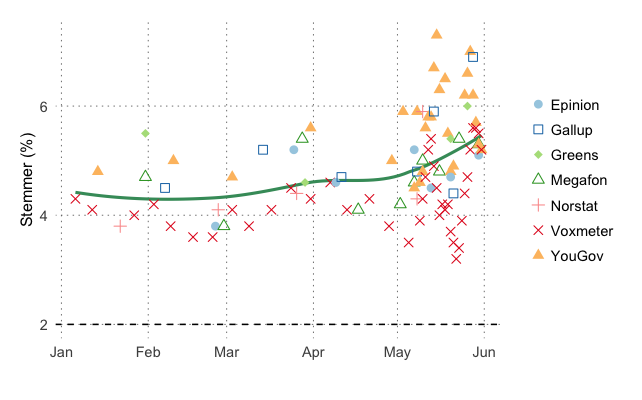 Stemmer (%)
6
4
2
Jan Feb Mar Apr May Jun
Epinion
Gallup
Greens
Megafon
Norstat
Voxmeter
YouGov